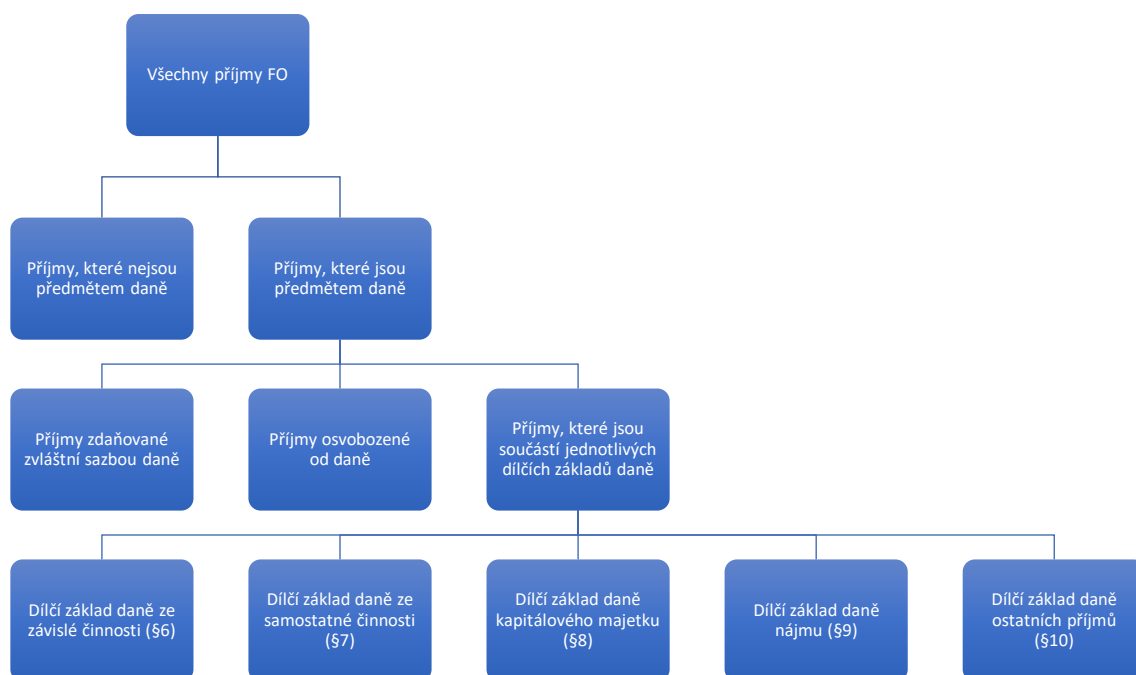 Všechny příjmy FO
Příjmy, které nejsou
předmětem daně
Příjmy, které jsou
předmětem daně
Příjmy zdaňované
zvláštní sazbou daně
Příjmy osvobozené
od daně
Příjmy, které jsou
součástí jednotlivých
dílčích základů daně
Dílčí základ daně ze
závislé činnosti (§6)
Dílčí základ daně ze
samostatné činnosti
(§7)
Dílčí základ daně
kapitálového majetku
(§8)
Dílčí základ daně
nájmu (§9)
Dílčí základ daně
ostatních příjmů
(§10)